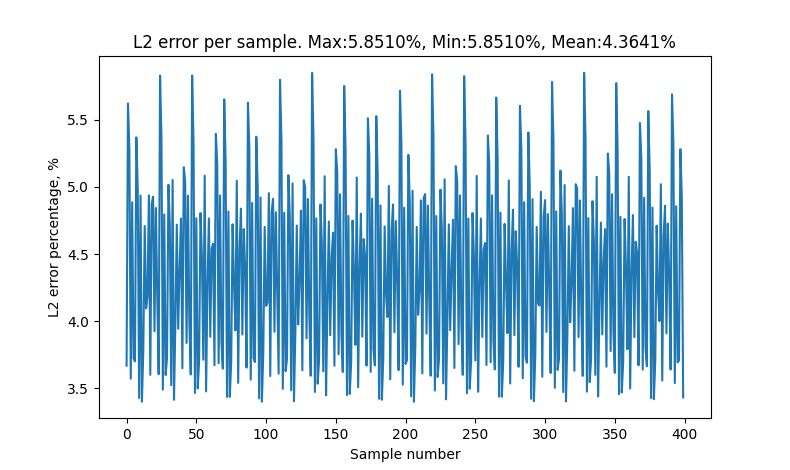 L2 error per sample. Max:5.8510%, Min:5.8510%, Mean:4.3641%
L2 error percentage, %
5.5
5.0
4.5
4.0
3.5
0 50 100 150 200 250 300 350 400
Sample number